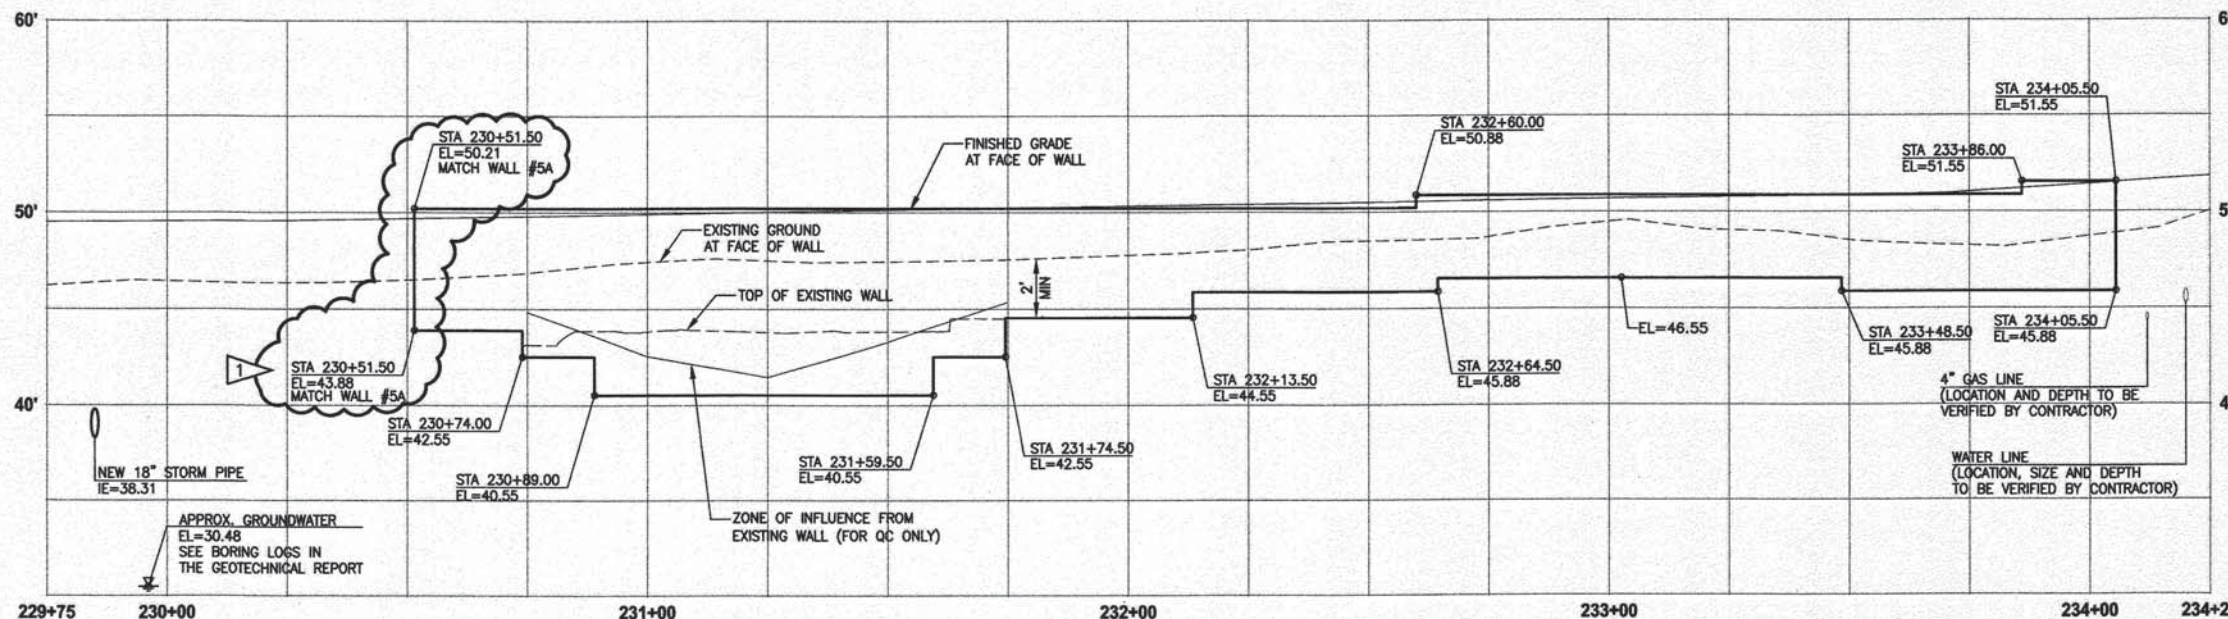 60'
50'
40'
STA 230+51.50
EL=50.21
MATCH WALL #5A
FINISHED GRADE
AT FACE OF WALL
STA 232+60.00
EL=50.88
STA 233+86.00
EL=51.55
STA 234+05.50
EL=51.55
EXISTING GROUND
AT FACE OF WALL
TOP OF EXISTING WALL
2'
MIN
1
STA 230+51.50
EL=43.88
MATCH WALL #5A
STA 230+74.00
EL=42.55
STA 230+89.00
EL=40.55
STA 231+59.50
EL=40.55
STA 231+74.50
EL=42.55
STA 232+13.50
EL=44.55
STA 232+64.50
EL=45.88
EL=46.55
STA 233+48.50
EL=45.88
STA 234+05.50
EL=45.88
4" GAS LINE
(LOCATION AND DEPTH TO BE
VERIFIED BY CONTRACTOR)
WATER LINE
(LOCATION, SIZE AND DEPTH
TO BE VERIFIED BY CONTRACTOR)
NEW 18" STORM PIPE
IE=38.31
APPROX. GROUNDWATER
EL=30.48
SEE BORING LOGS IN
THE GEOTECHNICAL REPORT
ZONE OF INFLUENCE FROM
EXISTING WALL (FOR QC ONLY)
229+75 230+00 231+00 232+00 233+00 234+00